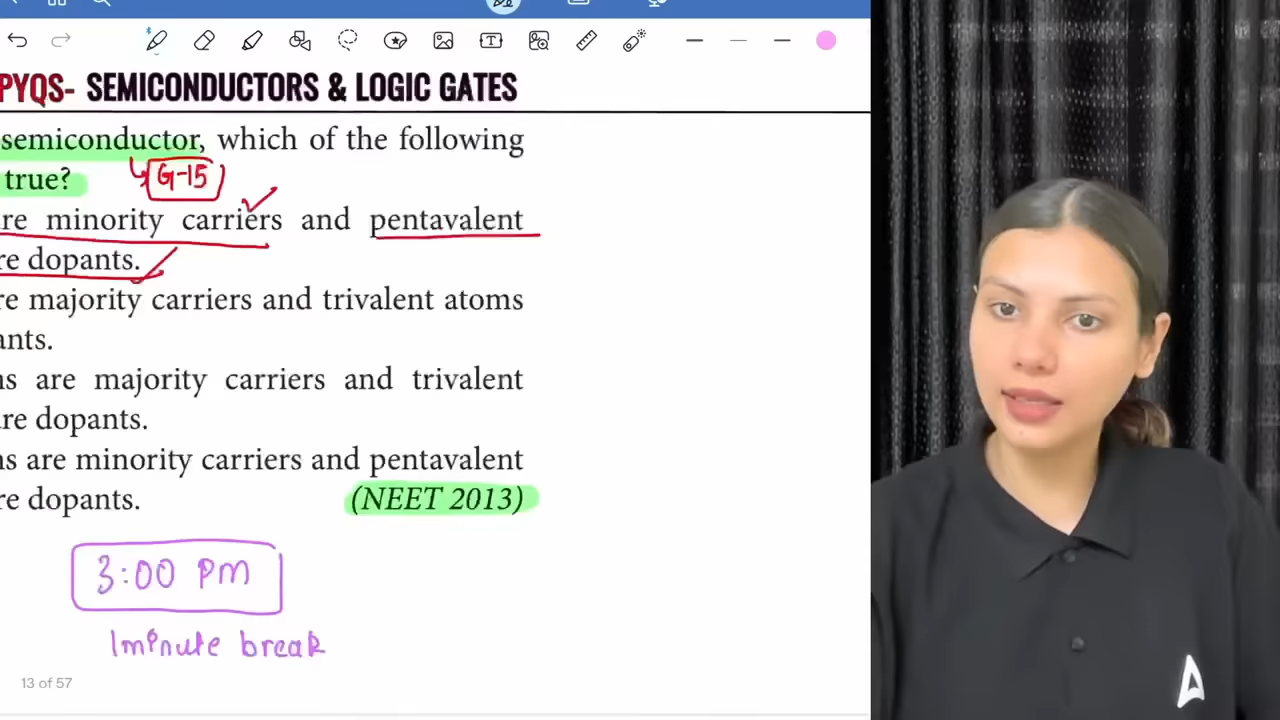 PYQS- SEMICONDUCTORS & LOGIC GATES
semiconductor, which of the following
true?
G-15
re minority carriers and pentavalent
re dopants.
re majority carriers and trivalent atoms
ants.
ns are majority carriers and trivalent
re dopants.
ns are minority carriers and pentavalent
re dopants. (NEET 2013)
3:00 PM
1minute break
13 of 57